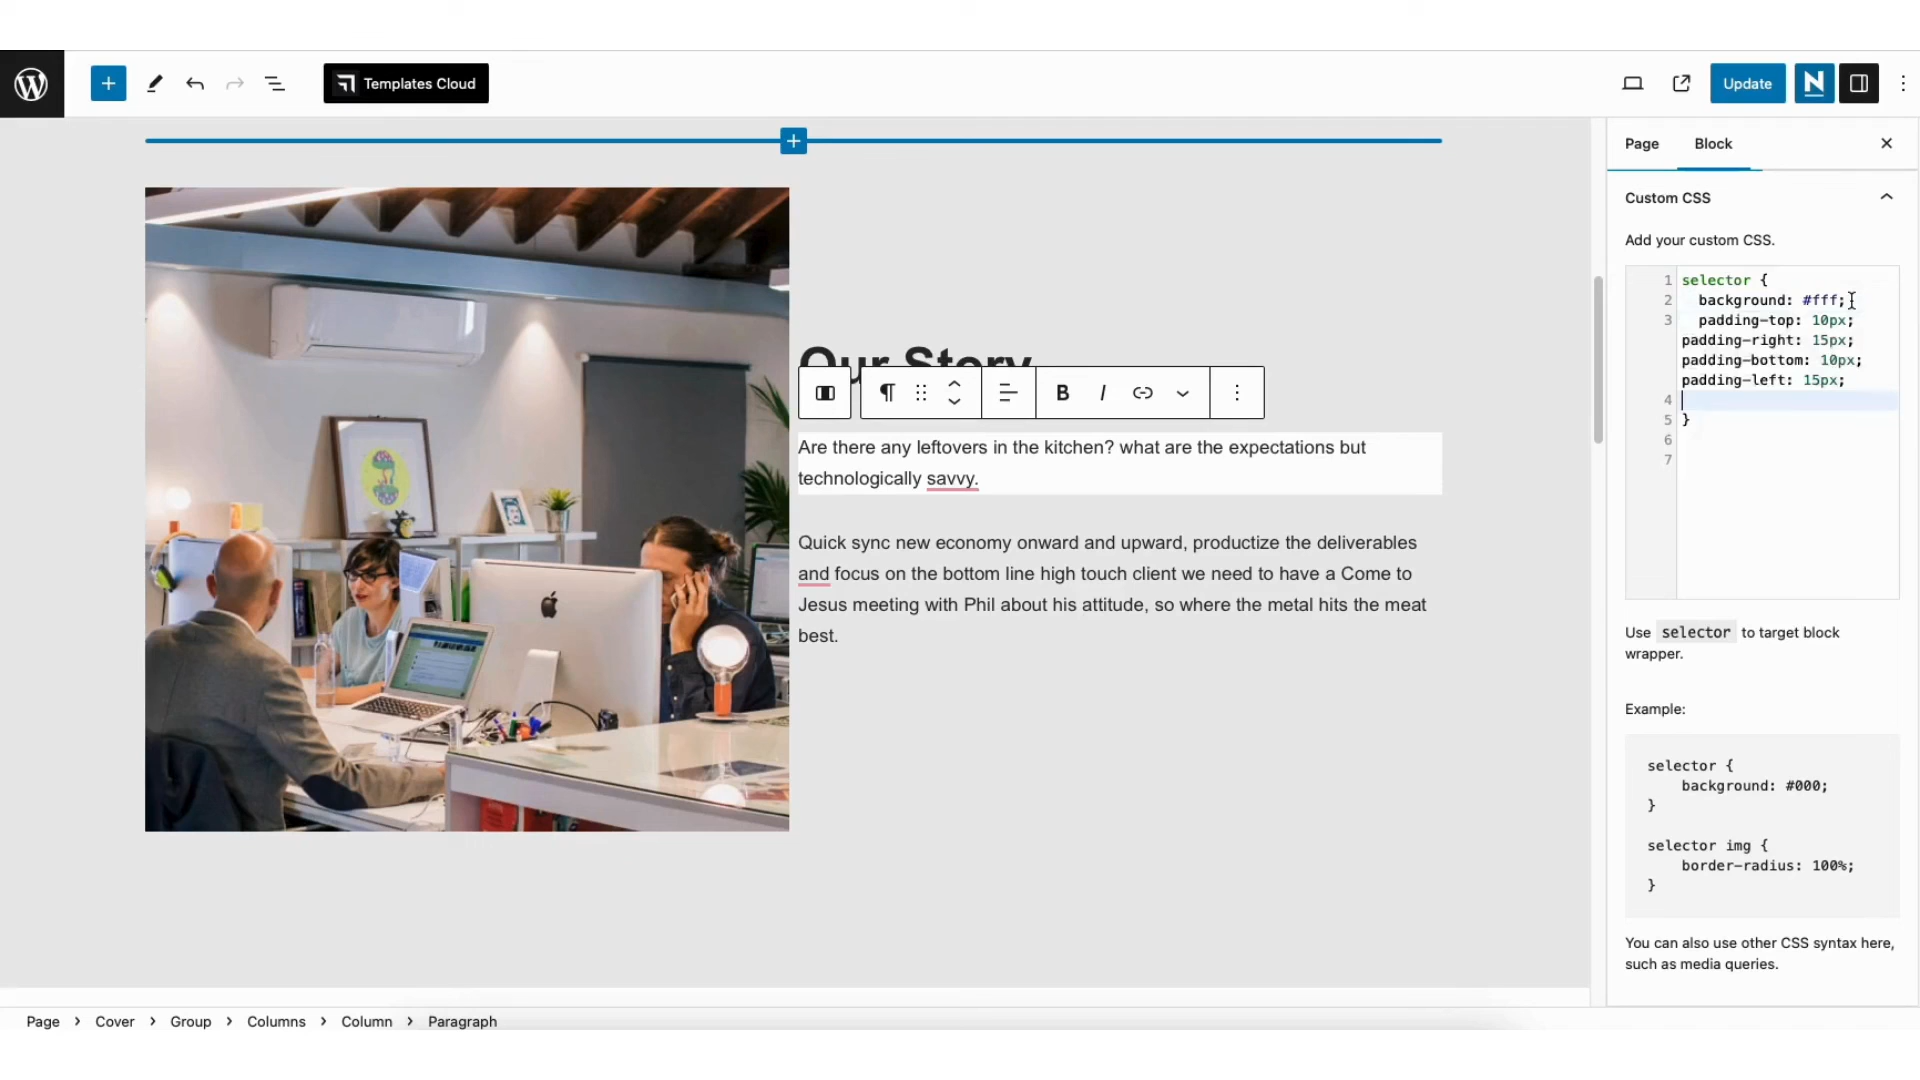 Templates Cloud
Update
Page
Block
Custom CSS
Add your custom CSS.
1 selector {
2 background: #fff;
3 padding-top: 10px;
padding-right: 15px;
padding-bottom: 10px;
padding-left: 15px;
4
5 }
6
7
Our Story
B I
Are there any leftovers in the kitchen? what are the expectations but
technologically savvy.
Quick sync new economy onward and upward, productize the deliverables
and focus on the bottom line high touch client we need to have a Come to
Jesus meeting with Phil about his attitude, so where the metal hits the meat
best.
Use selector to target block
wrapper.
Example:
selector {
background: #000;
}
selector img {
border-radius: 100%;
}
You can also use other CSS syntax here,
such as media queries.
Page > Cover > Group > Columns > Column > Paragraph